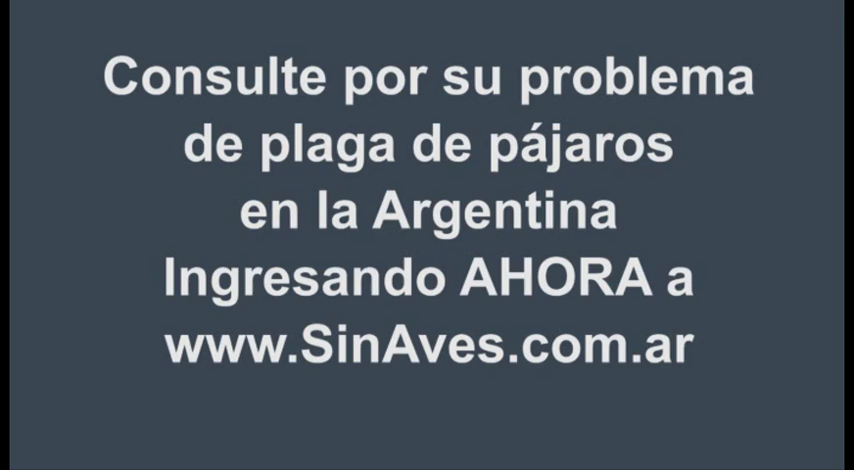 Consulte por su problema
de plaga de pájaros
en la Argentina
Ingresando AHORA a
www.SinAves.com.ar